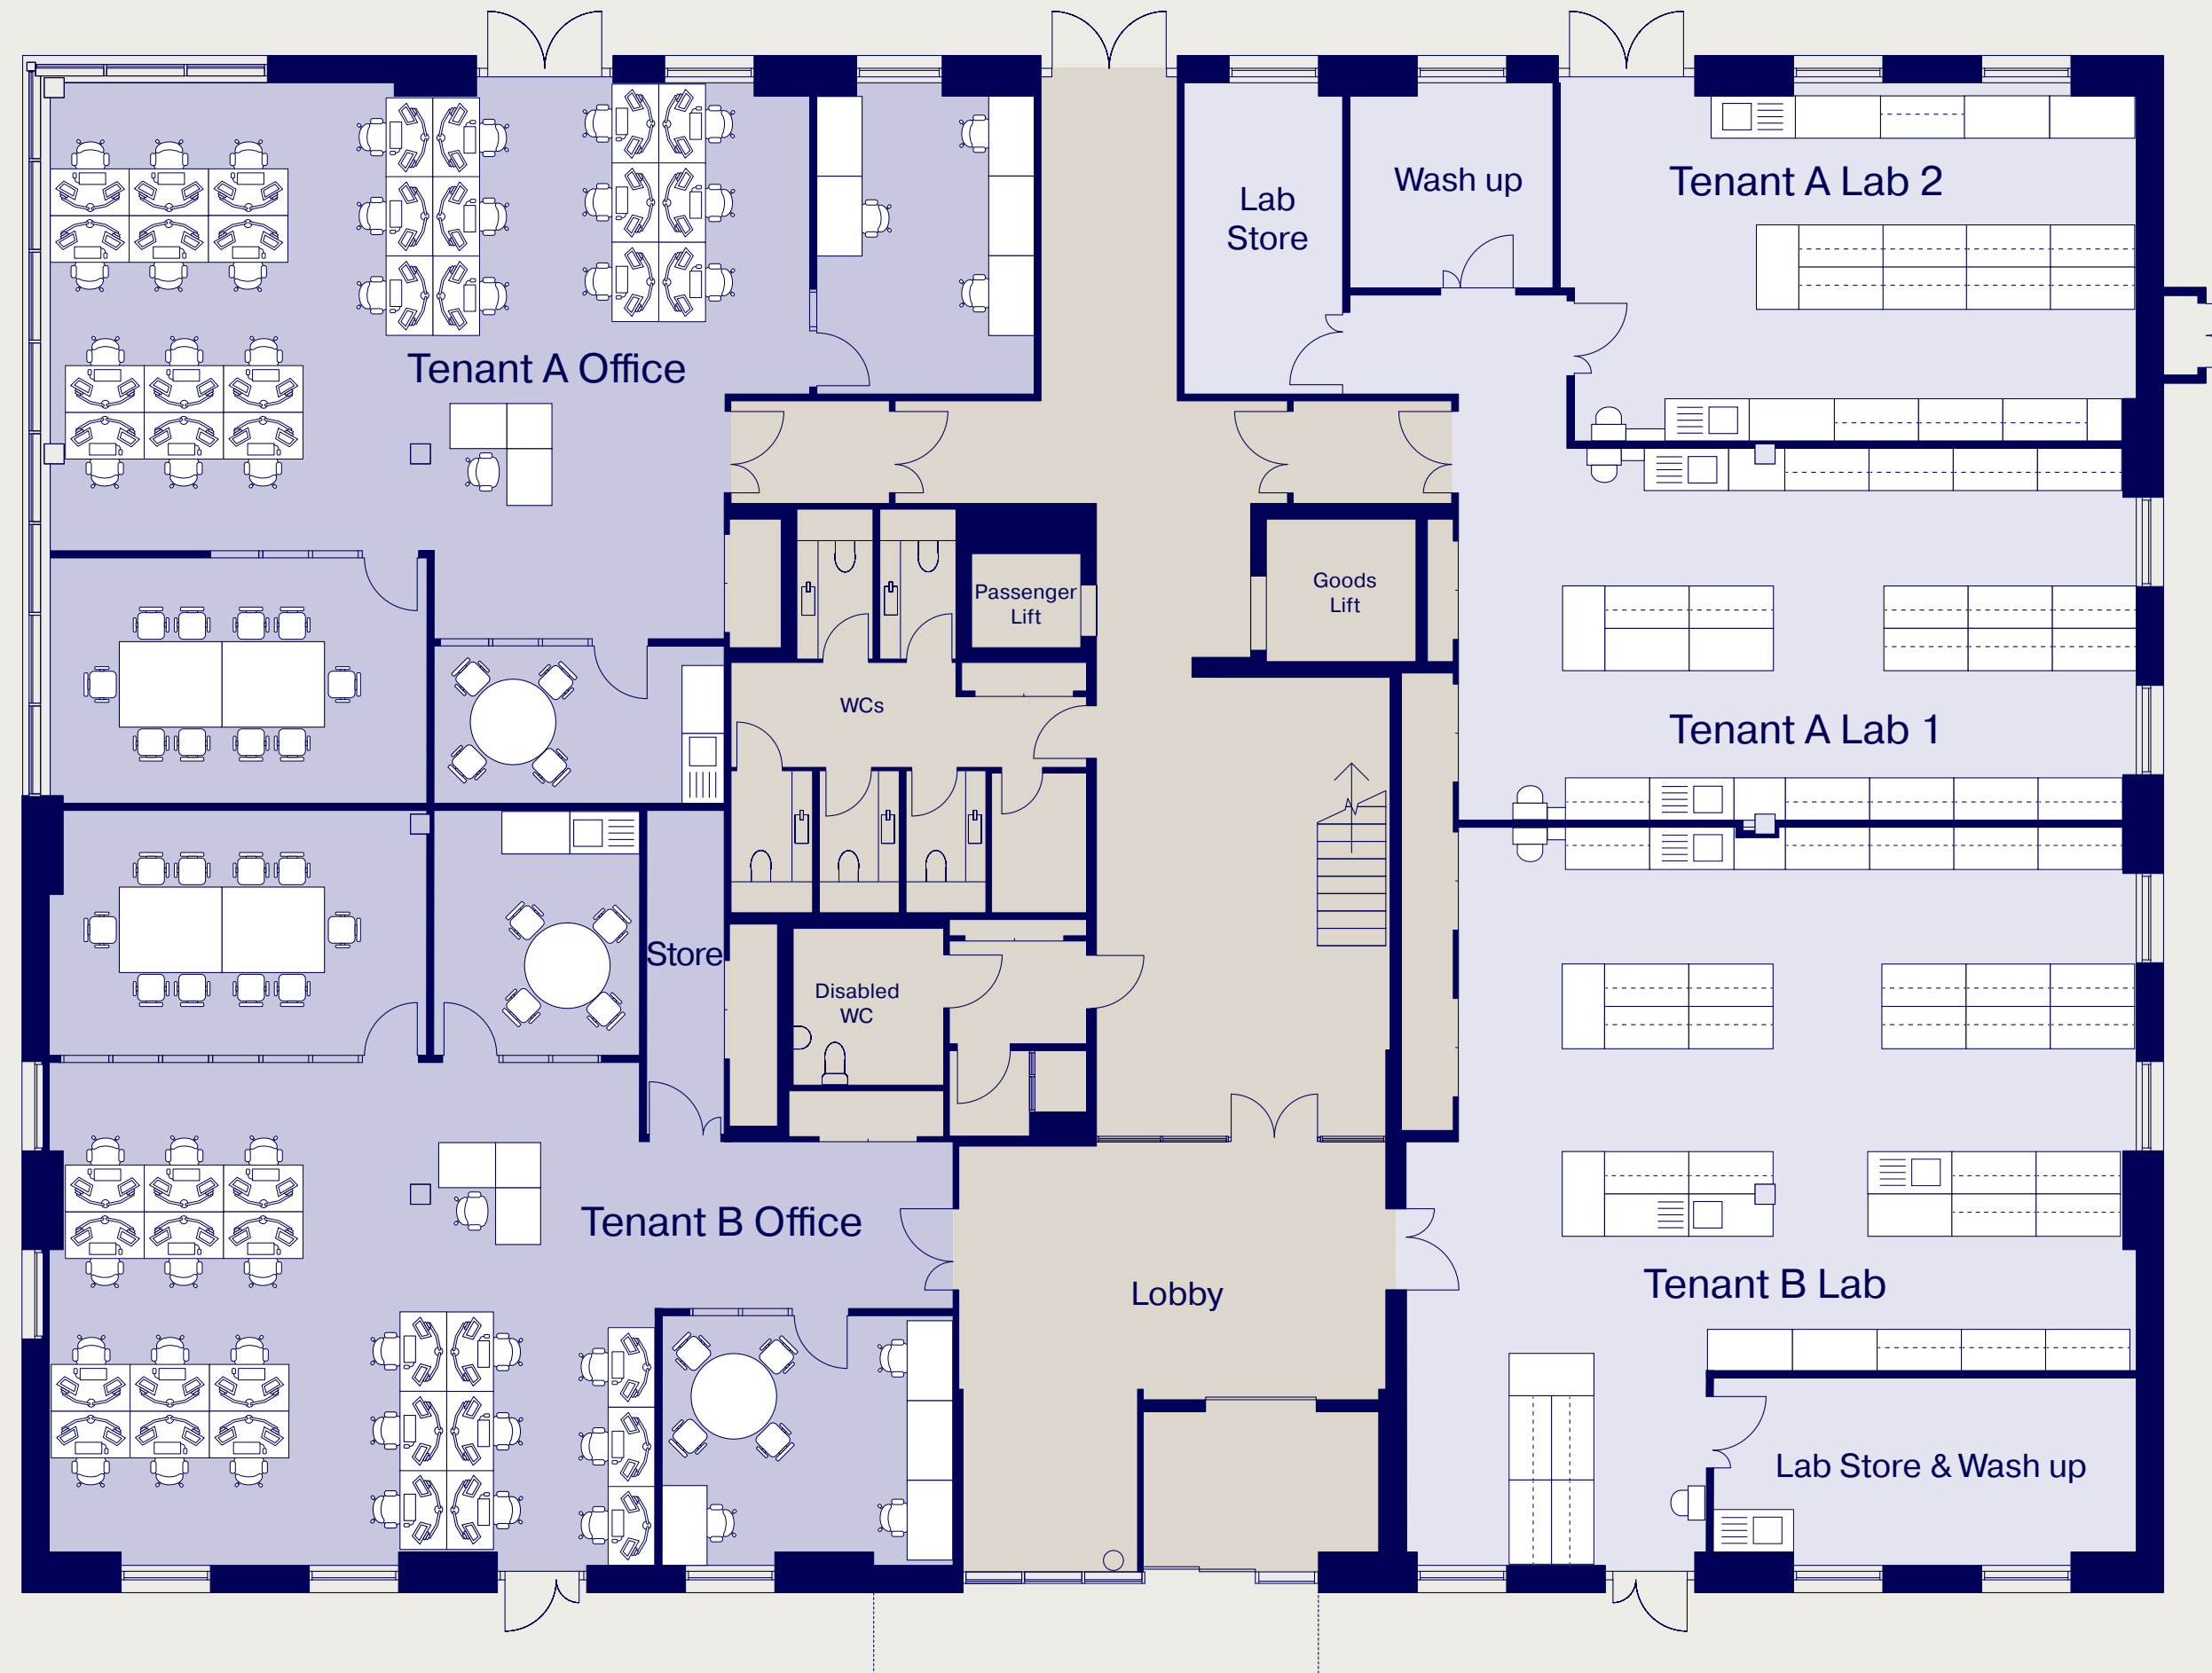 Wash up
Tenant A Lab 2
Lab
Store
Tenant A Office
Passenger
Lift
Goods
Lift
WCs
Tenant A Lab 1
Store
Disabled
WC
Tenant B Office
Lobby
Tenant B Lab
Lab Store & Wash up